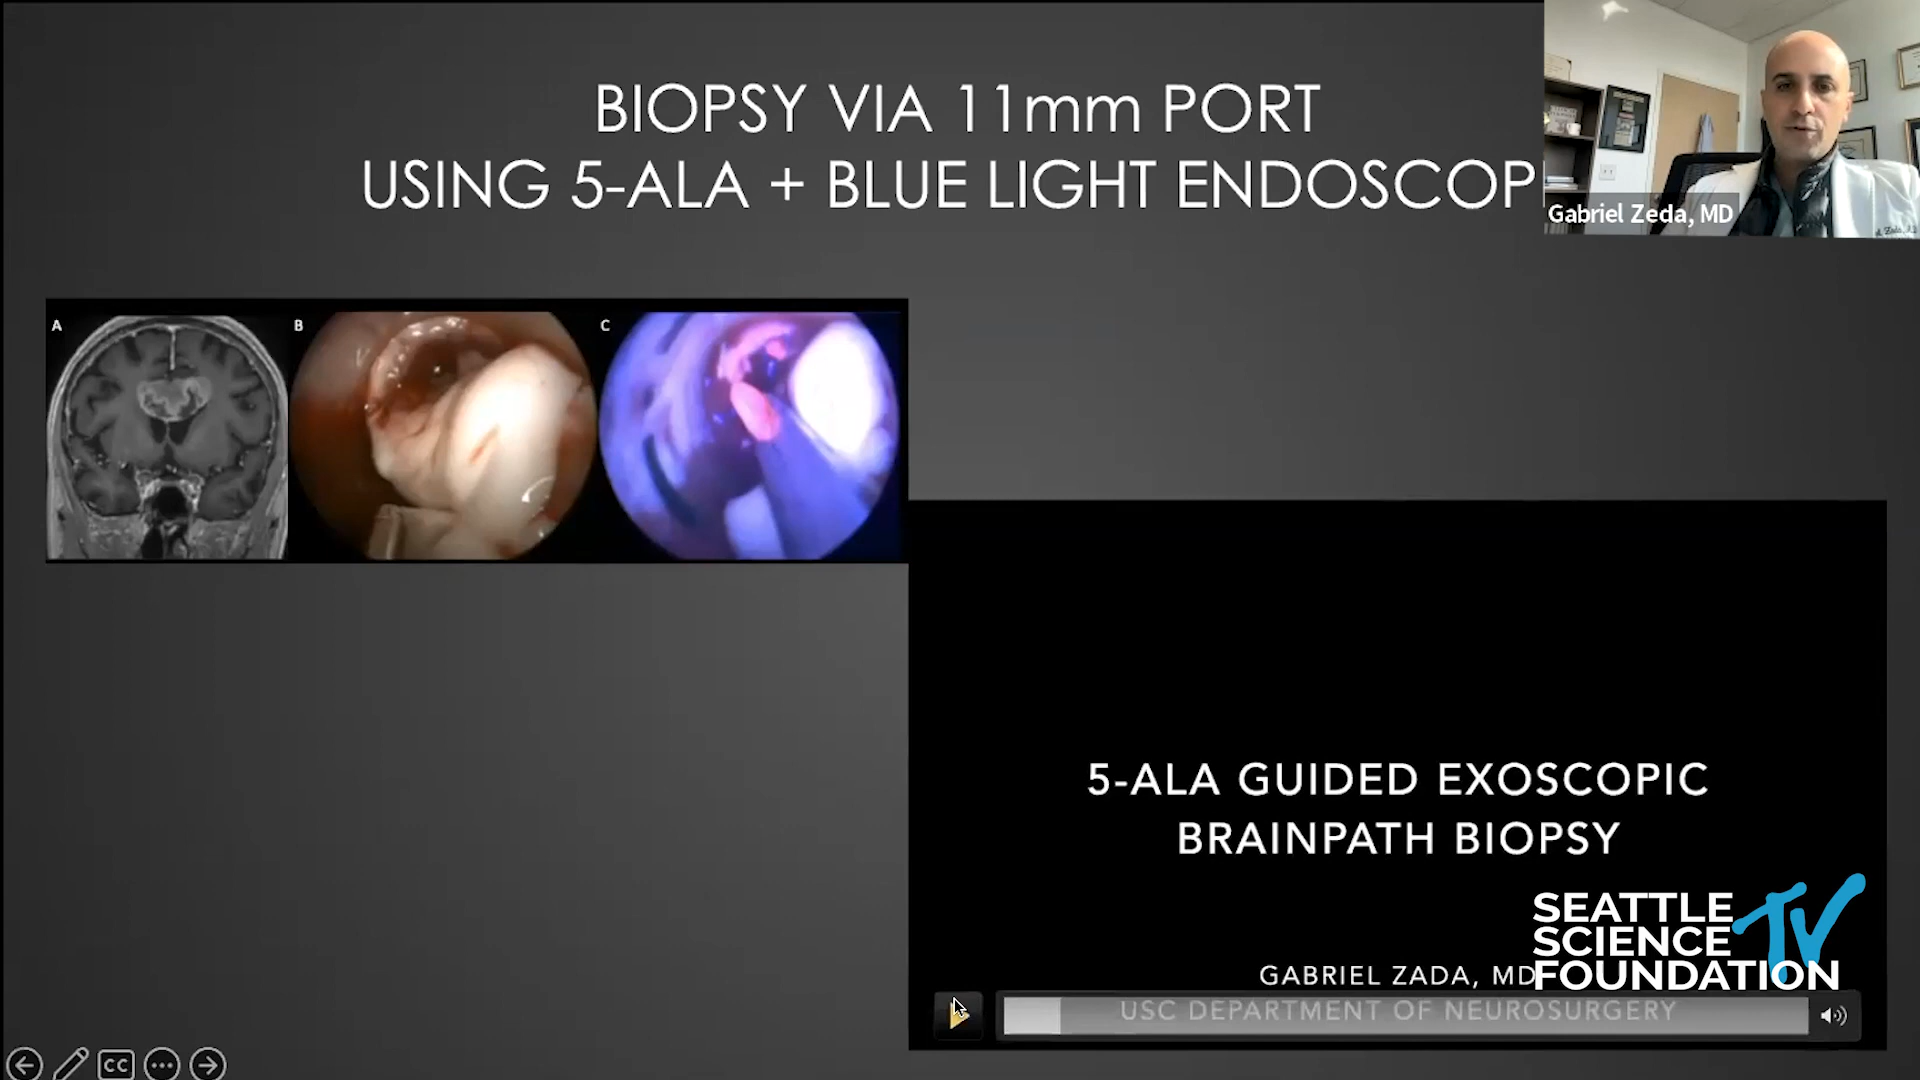 BIOPSY VIA 11mm PORT
USING 5-ALA + BLUE LIGHT ENDOSCOP
Gabriel Zeda, MD
A
B
C
5-ALA GUIDED EXOSCOPIC
BRAINPATH BIOPSY
GABRIEL ZADA, MD
USC DEPARTMENT OF NEUROSURGERY
SEATTLE
SCIENCE
FOUNDATION
TV
CC